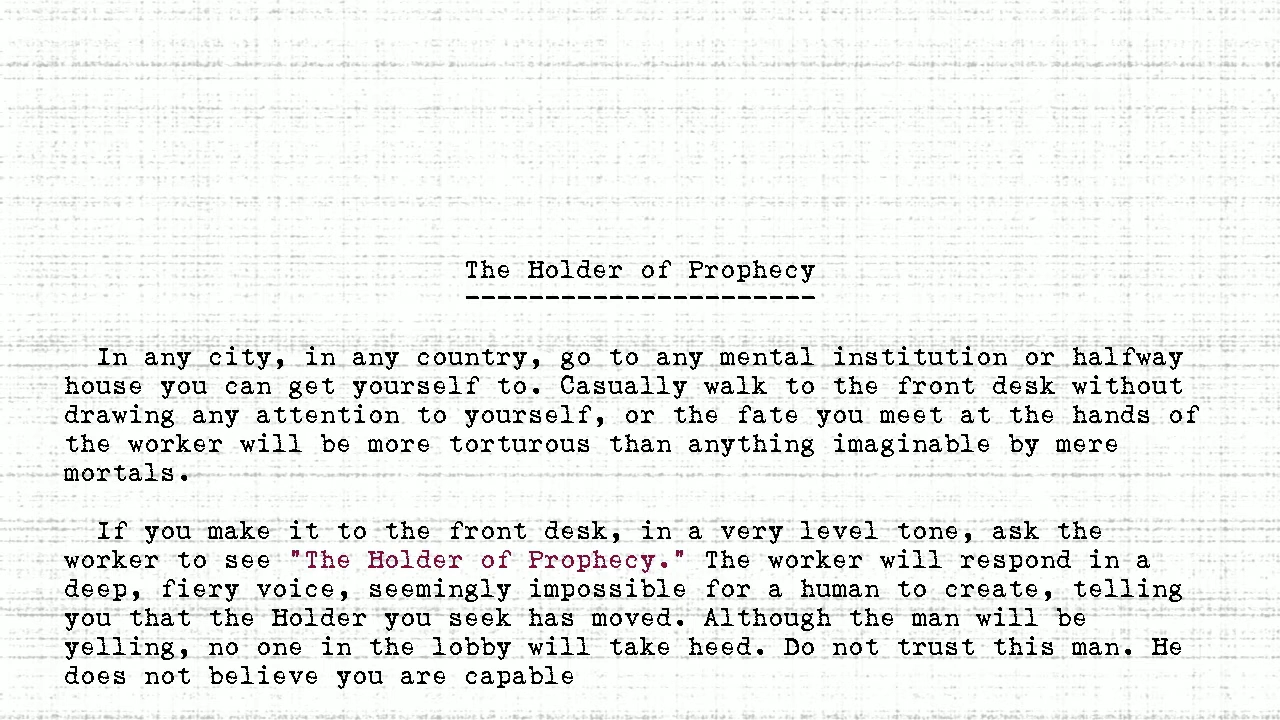 The Holder of Prophecy
----------------------
In any city, in any country, go to any mental institution or halfway
house you can get yourself to. Casually walk to the front desk without
drawing any attention to yourself, or the fate you meet at the hands of
the worker will be more torturous than anything imaginable by mere
mortals.
If you make it to the front desk, in a very level tone, ask the
worker to see "The Holder of Prophecy." The worker will respond in a
deep, fiery voice, seemingly impossible for a human to create, telling
you that the Holder you seek has moved. Although the man will be
yelling, no one in the lobby will take heed. Do not trust this man. He
does not believe you are capable